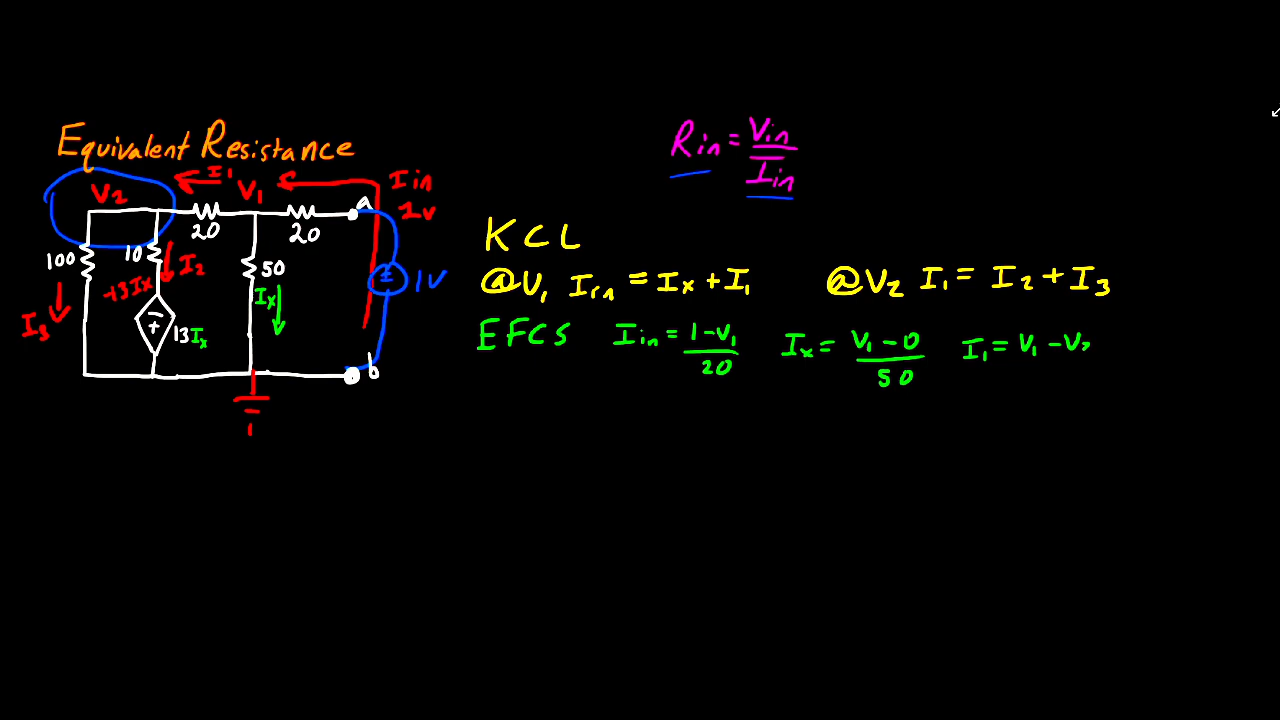 Equivalent Resistance
Rin = Vin / Iin
V2 I1 V1 Iin
1v
a
20 20
100 10 I2 50
-13Ix Ix 1V
I3 13Ix
b
KCL
@V1 Iin = Ix + I1 @V2 I1 = I2 + I3
EFCS Iin = 1-V1 / 20 Ix = V1 - 0 / 50 I1 = V1 - V2